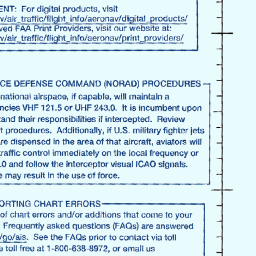 ENT: For digital products, visit
v/air_traffic/flight_info/aeronav/digital_products/
ved FAA Print Providers, visit our website at:
v/air_traffic/flight_info/aeronav/print_providers/
CE DEFENSE COMMAND (NORAD) PROCEDURES
national airspace, if capable, will maintain a
ncies VHF 121.5 or UHF 243.0. It is incumbent upon
tand their responsibilities if intercepted. Review
t procedures. Additionally, if U.S. military fighter jets
are dispensed in the area of that aircraft, aviators will
traffic control immediately on the local frequency or
.0 and follow the interceptor visual ICAO signals.
e may result in the use of force.
PORTING CHART ERRORS
of chart errors and/or additions that come to your
Frequently asked questions (FAQs) are answered
/go/ais. See the FAQs prior to contact via toll
e toll free at 1-800-638-8972, or email us